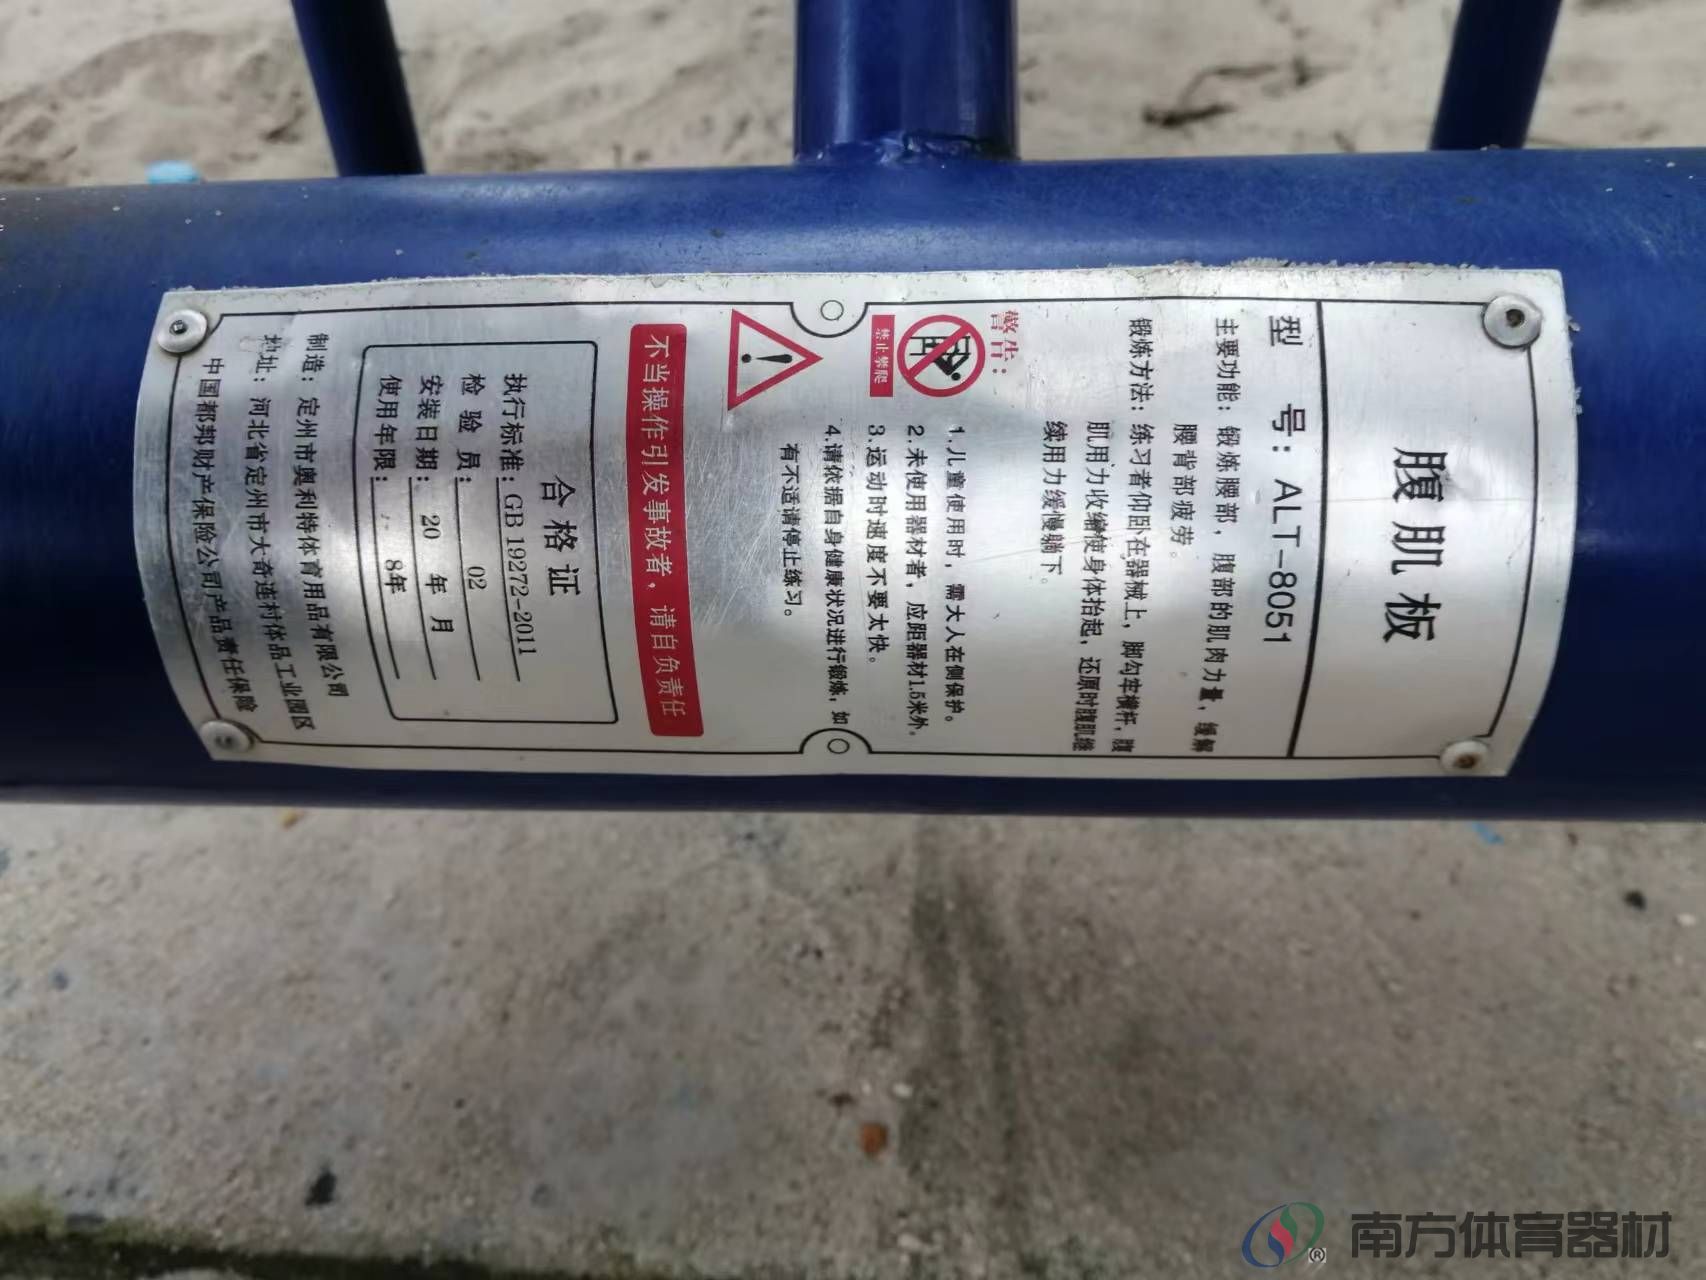 腹肌板
型 号：ALT-8051
主要功能：锻炼腰部，腹部的肌肉力量，缓解
腰背部疲劳。
锻炼方法：练习者仰卧在器械上，脚勾牢横杆，腹
肌用力收缩使身体抬起，还原时腹肌继
续用力缓慢躺下。
警告：
禁止攀爬
1.儿童使用时，需大人在侧保护。
2.未使用器材者，应距器材1.5米外。
3.运动时速度不要太快。
4.请依据自身健康状况进行锻炼，如
有不适请停止练习。
不当操作引发事故者，请自负责任
合格证
执行标准：GB 19272-2011
检 验 员：02
安装日期：20 年 月
使用年限：8年
制造：定州市奥利特体育用品有限公司
地址：河北省定州市大奋连村体品工业园区
中国都邦财产保险公司产品责任保险
南方体育器材
®